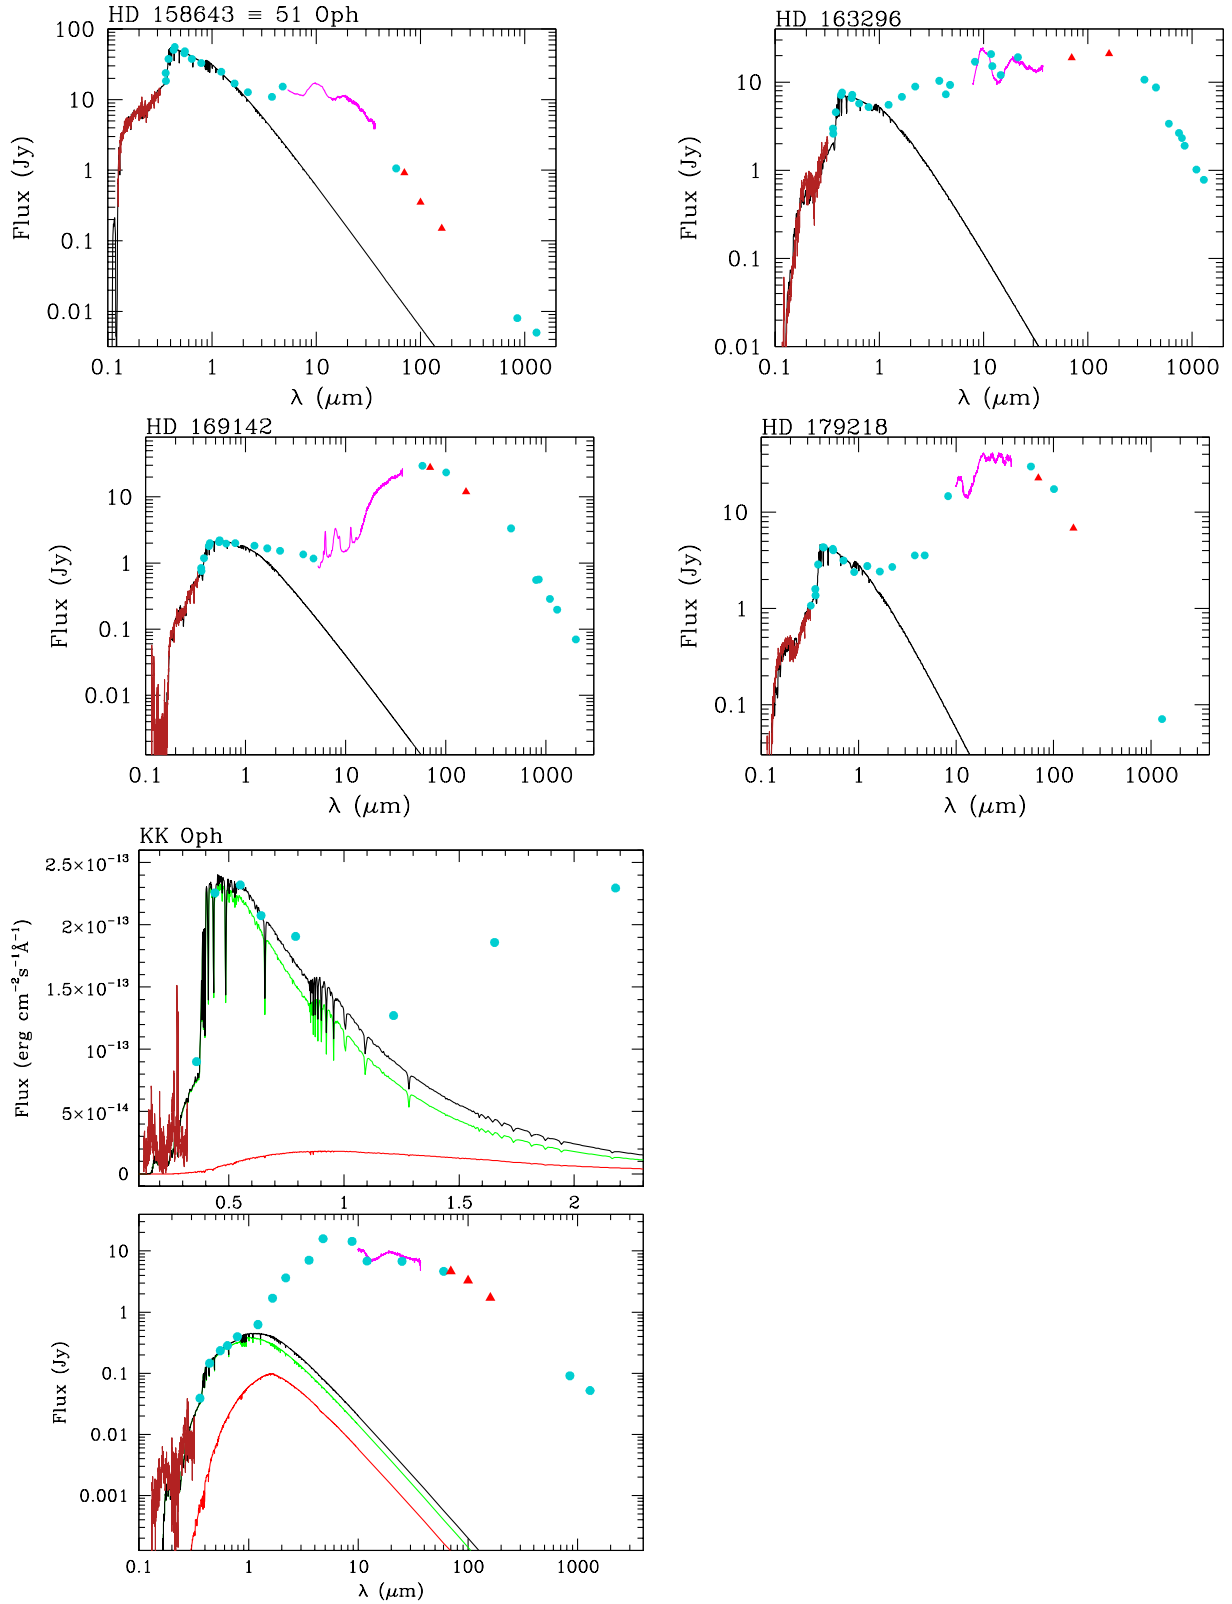 HD 158643 ≡ 51 Oph
100
10
1
0.1
0.01
Flux (Jy)
0.1 1 10 100 1000
λ (μm)
HD 163296
10
1
0.1
0.01
Flux (Jy)
0.1 1 10 100 1000
λ (μm)
HD 169142
10
1
0.1
0.01
Flux (Jy)
0.1 1 10 100 1000
λ (μm)
HD 179218
10
1
0.1
Flux (Jy)
0.1 1 10 100 1000
λ (μm)
KK Oph
2.5×10⁻¹³
2×10⁻¹³
1.5×10⁻¹³
10⁻¹³
5×10⁻¹⁴
0
Flux (erg cm⁻²s⁻¹Å⁻¹)
0.5 1 1.5 2
10
1
0.1
0.01
0.001
Flux (Jy)
0.1 1 10 100 1000
λ (μm)